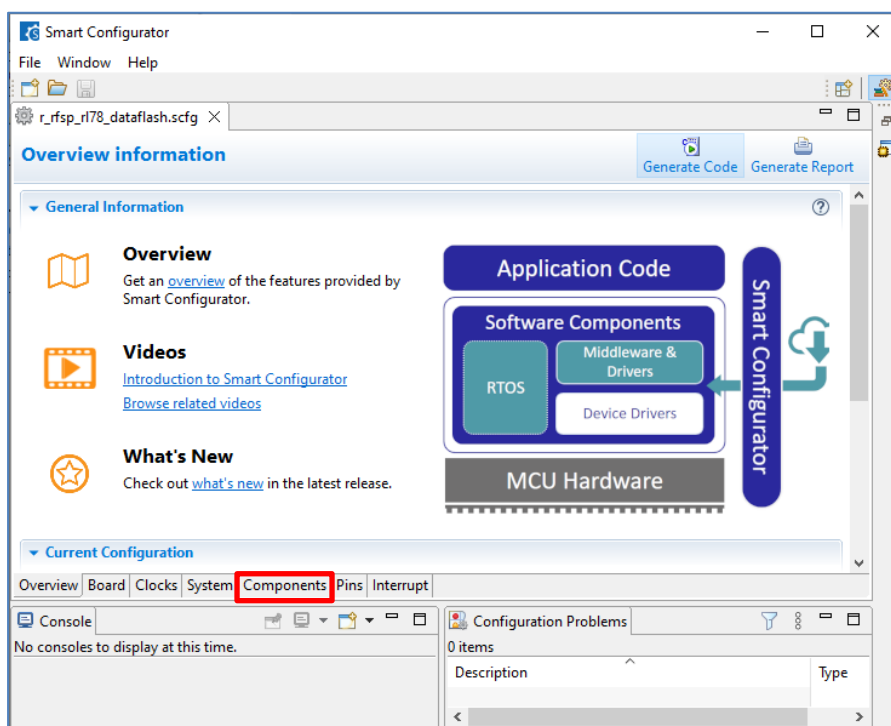 Smart Configurator
File Window Help
r_rfsp_rl78_dataflash.scfg
Overview information
Generate Code Generate Report
General Information
Overview
Get an overview of the features provided by
Smart Configurator.
Videos
Introduction to Smart Configurator
Browse related videos
What's New
Check out what's new in the latest release.
Application Code
Software Components
RTOS
Middleware &
Drivers
Device Drivers
MCU Hardware
Smart Configurator
Current Configuration
Overview Board Clocks System Components Pins Interrupt
Console
No consoles to display at this time.
Configuration Problems
0 items
Description Type